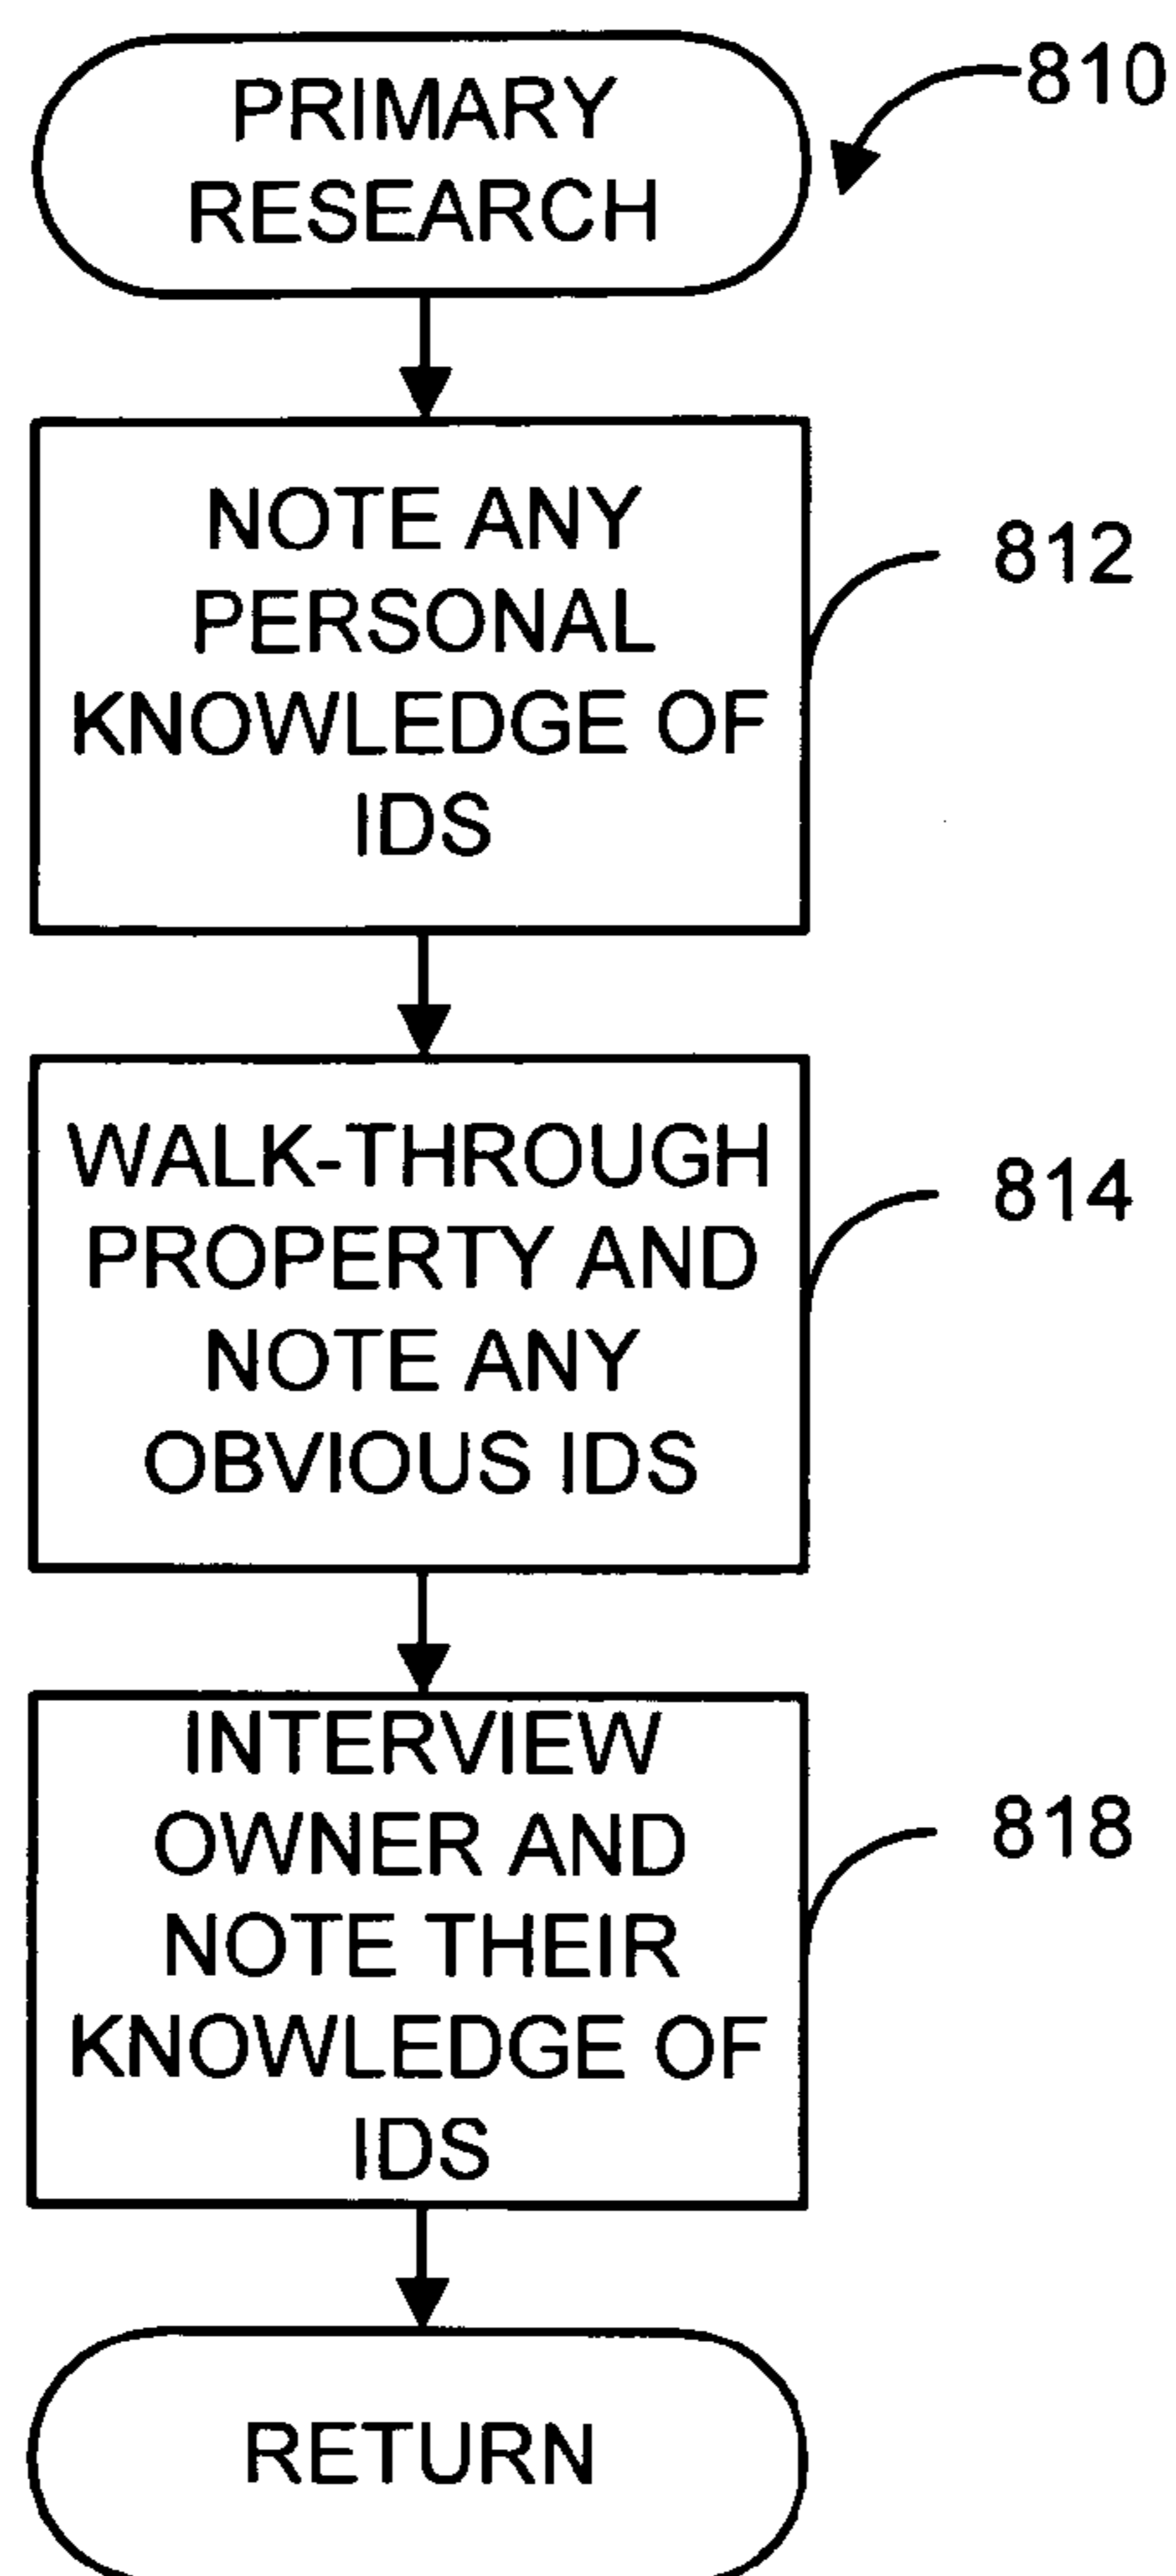 PRIMARY
RESEARCH
810
NOTE ANY
PERSONAL
KNOWLEDGE OF
IDS
812
WALK-THROUGH
PROPERTY AND
NOTE ANY
OBVIOUS IDS
814
INTERVIEW
OWNER AND
NOTE THEIR
KNOWLEDGE OF
IDS
818
RETURN